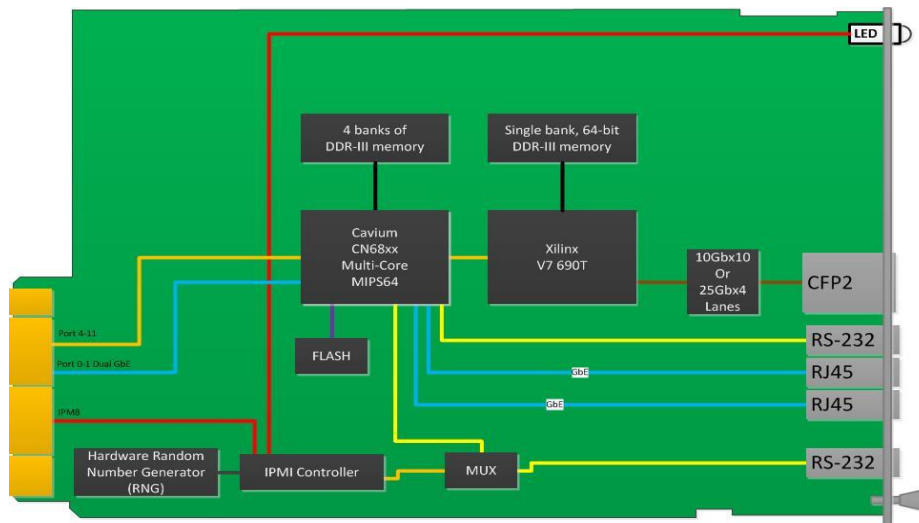 LED
4 banks of
DDR-III memory
Single bank, 64-bit
DDR-III memory
Cavium
CN68xx
Multi-Core
MIPS64
Xilinx
V7 690T
10Gbx10
Or
25Gbx4
Lanes
CFP2
Port 4-11
RS-232
FLASH
Port 0-1 Dual GbE
GbE
RJ45
GbE
RJ45
IPMB
Hardware Random
Number Generator
(RNG)
IPMI Controller
MUX
RS-232